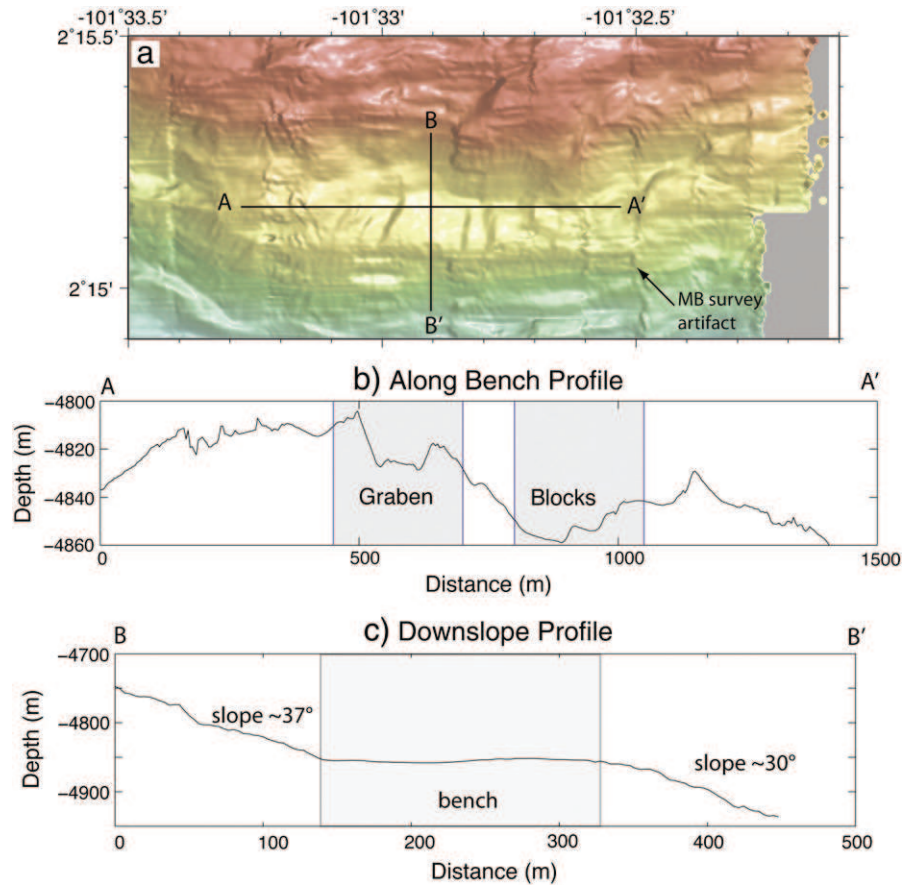 -101˚33.5' -101˚33' -101˚32.5'
2˚15.5'
a
B
A
A'
2˚15'
B'
MB survey
artifact
b) Along Bench Profile
A
A'
Depth (m)
-4800
-4820
-4840
-4860
Graben
Blocks
0 500 1000 1500
Distance (m)
c) Downslope Profile
B
B'
Depth (m)
-4700
-4800
-4900
slope ~37°
slope ~30°
bench
0 100 200 300 400 500
Distance (m)